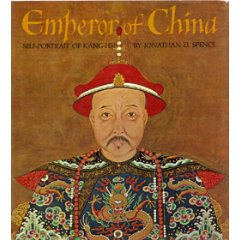 Emperor of China
SELF-PORTRAIT OF K'ANG-HSI BY JONATHAN D. SPENCE